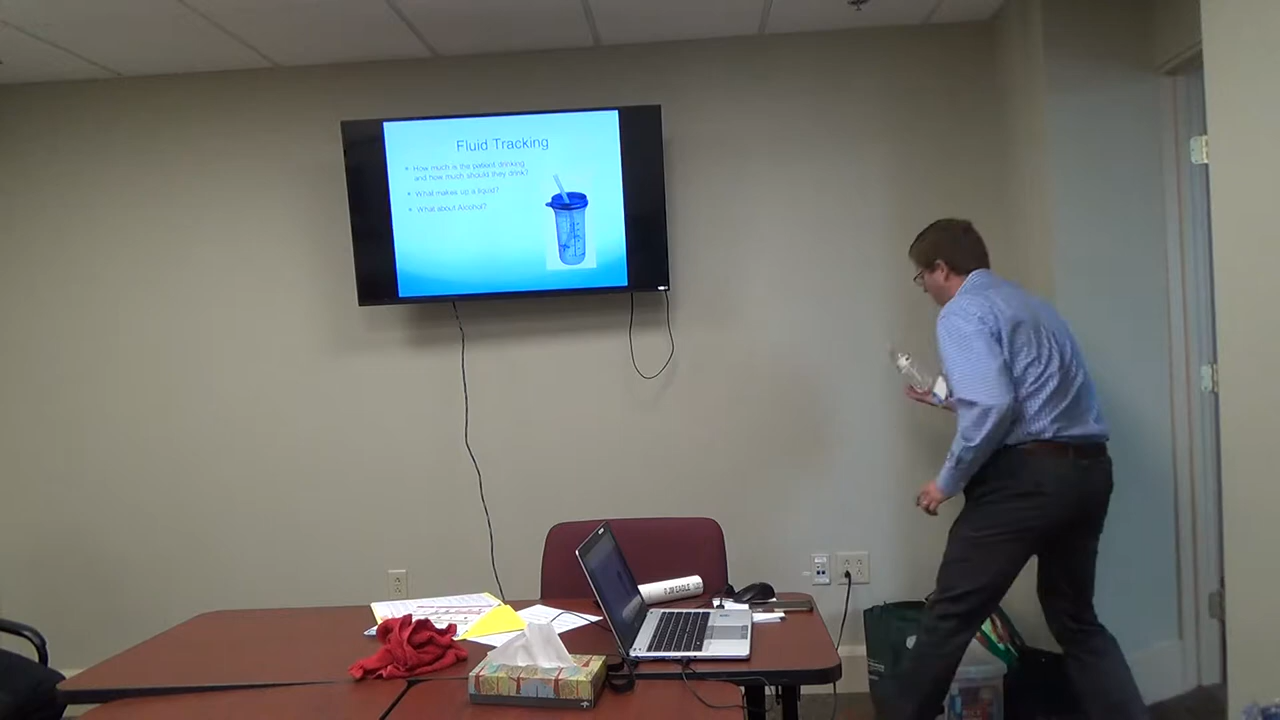 Fluid Tracking
How much is the patient drinking
and how much should they drink?
What makes up a liquid?
What about Alcohol?